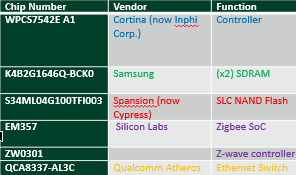 Chip Number Vendor Function
WPCS7542E A1 Cortina (now Inphi Controller
Corp.)
K4B2G1646Q-BCK0 Samsung (x2) SDRAM
S34ML04G100TFI003 Spansion (now SLC NAND Flash
Cypress)
EM357 Silicon Labs Zigbee SoC
ZW0301 Z-wave controller
QCA8337-AL3C Qualcomm Atheros Ethernet Switch